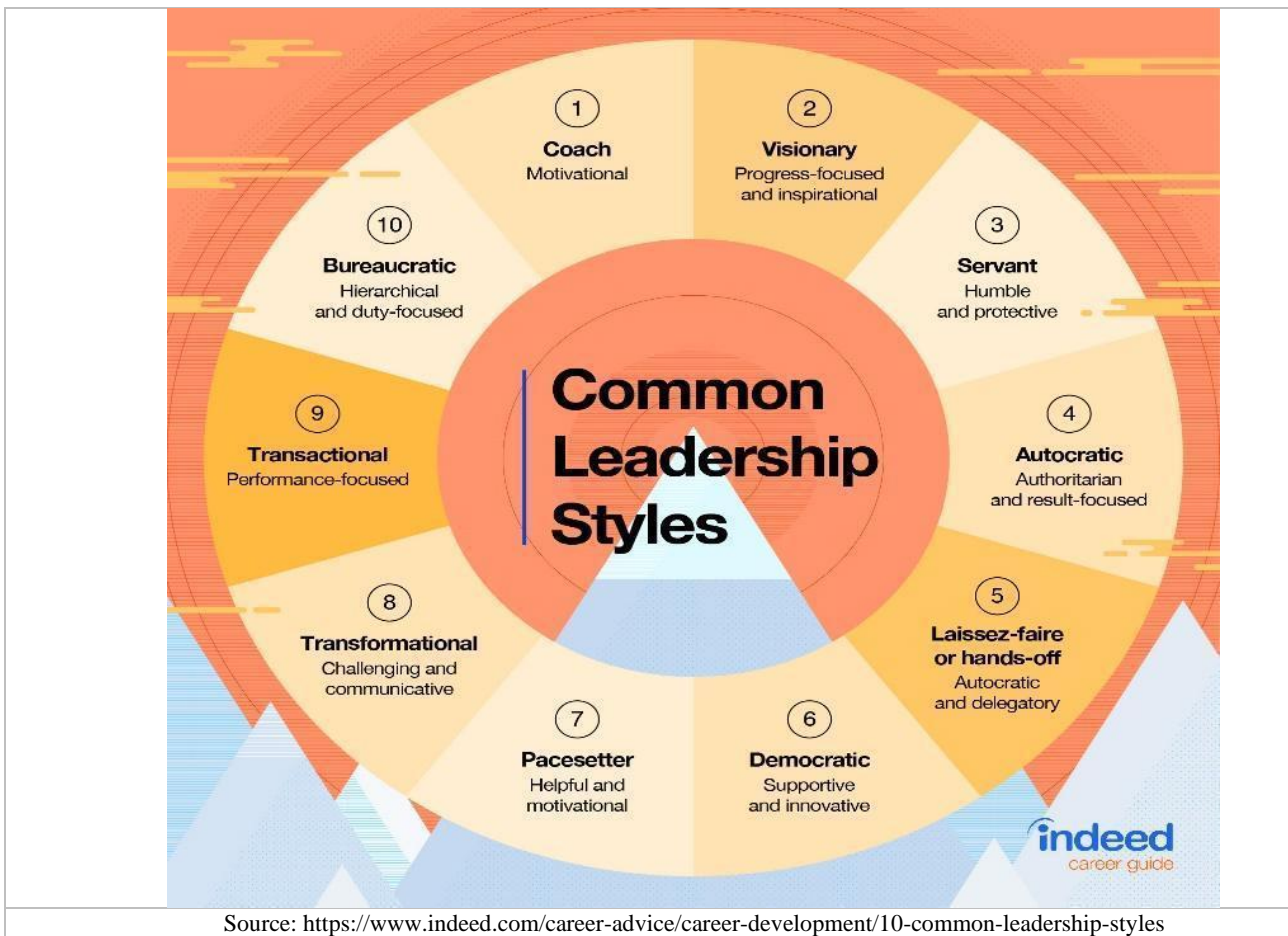 Common
Leadership
Styles
1
Coach
Motivational
2
Visionary
Progress-focused
and inspirational
3
Servant
Humble
and protective
4
Autocratic
Authoritarian
and result-focused
5
Laissez-faire
or hands-off
Autocratic
and delegatory
6
Democratic
Supportive
and innovative
7
Pacesetter
Helpful and
motivational
8
Transformational
Challenging and
communicative
9
Transactional
Performance-focused
10
Bureaucratic
Hierarchical
and duty-focused
indeed
career guide
Source: https://www.indeed.com/career-advice/career-development/10-common-leadership-styles